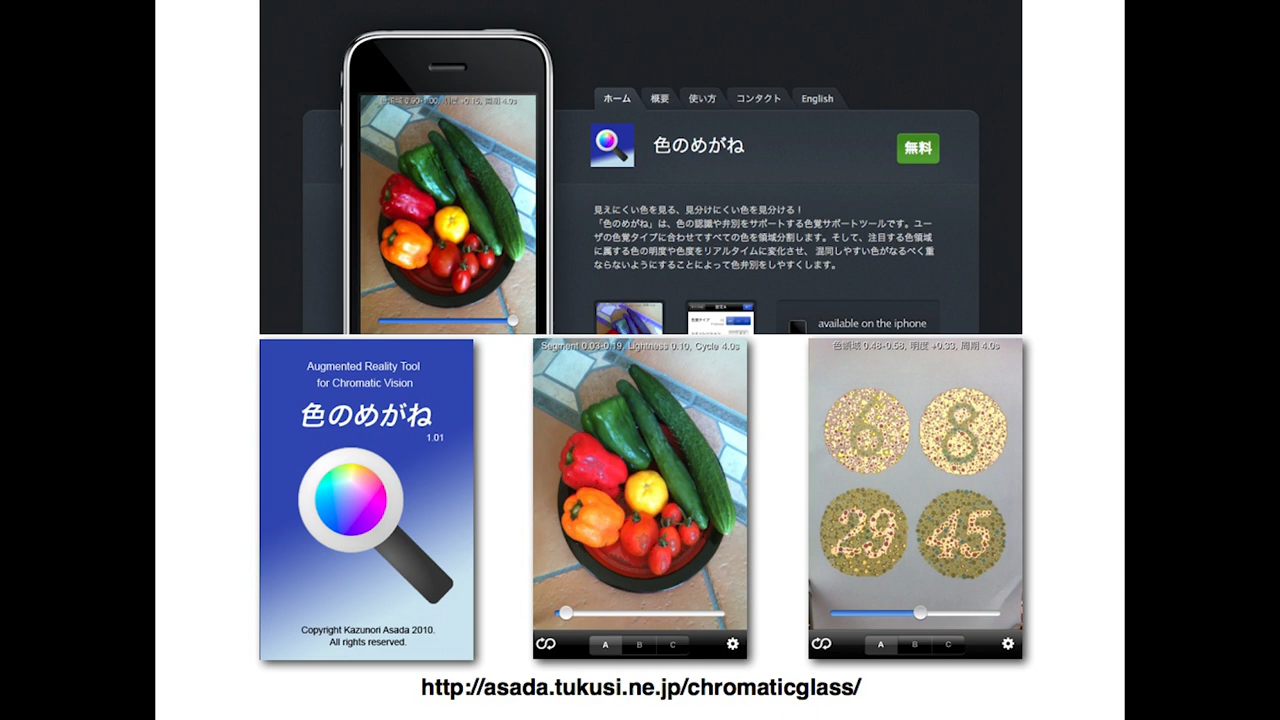 ホーム 概要 使い方 コンタクト English
色のめがね
無料
見えにくい色を見る、見分けにくい色を見分ける！
「色のめがね」は、色の認識や弁別をサポートする色覚サポートツールです。ユー
ザの色覚タイプに合わせてすべての色を領域分割します。そして、注目する色領域
に属する色の明度や色度をリアルタイムに変化させ、混同しやすい色がなるべく重
ならないようにすることによって色弁別をしやすくします。
available on the iphone
Augmented Reality Tool
for Chromatic Vision
色のめがね
1.01
Copyright Kazunori Asada 2010.
All rights reserved.
Segment 0.03-0.19, Lightness 0.10, Cycle 4.0s
A B C
色領域 0.48-0.58, 明度 +0.33, 周期 4.0s
6 8
29 45
A B C
http://asada.tukusi.ne.jp/chromaticglass/